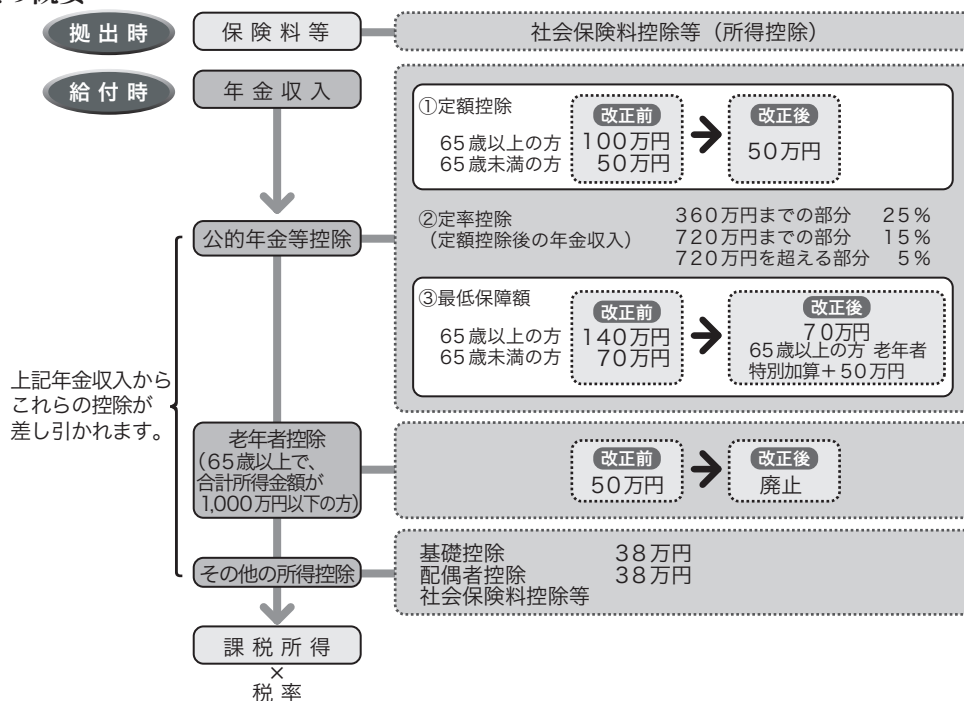 の概要
拠出時
保険料等
社会保険料控除等（所得控除）
給付時
年金収入
①定額控除
65歳以上の方
65歳未満の方
改正前
100万円
50万円
改正後
50万円
公的年金等控除
②定率控除
（定額控除後の年金収入）
360万円までの部分 25％
720万円までの部分 15％
720万円を超える部分 5％
③最低保障額
65歳以上の方
65歳未満の方
改正前
140万円
70万円
改正後
70万円
65歳以上の方 老年者
特別加算＋50万円
上記年金収入から
これらの控除が
差し引かれます。
老年者控除
（65歳以上で、
合計所得金額が
1,000万円以下の方）
改正前
50万円
改正後
廃止
その他の所得控除
基礎控除 38万円
配偶者控除 38万円
社会保険料控除等
課税所得
×
税率